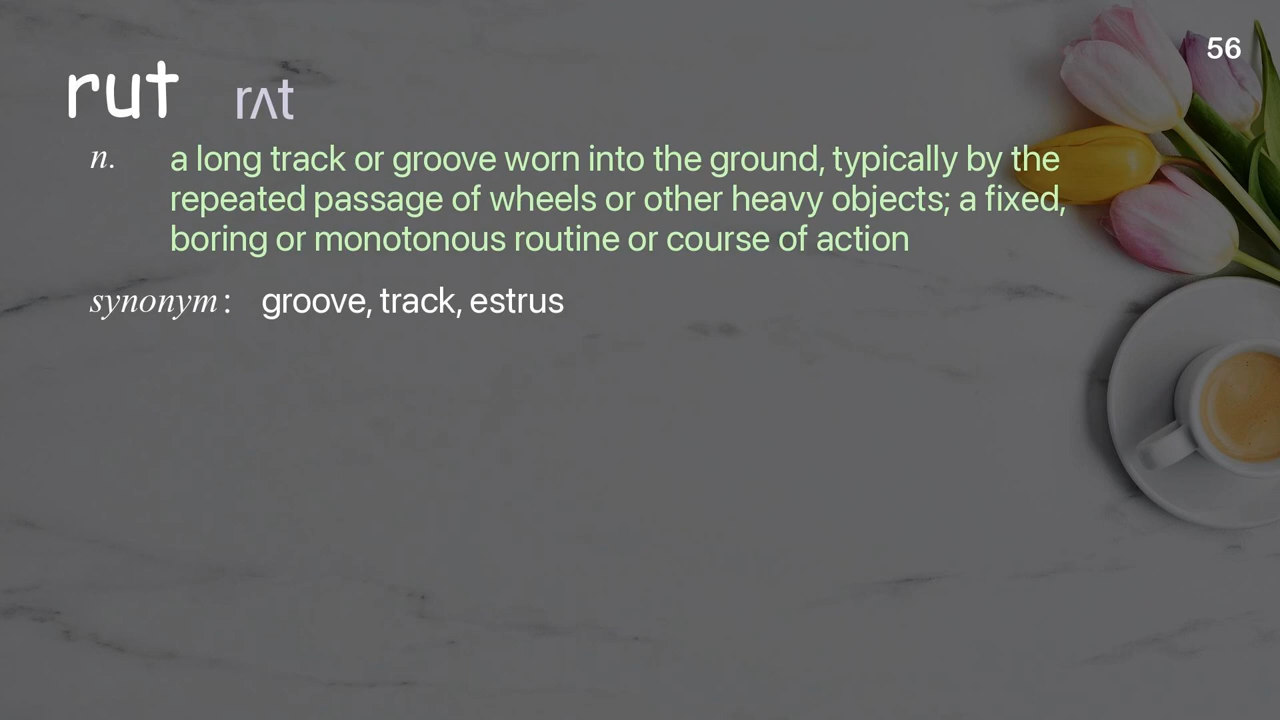 56
rut rʌt
n. a long track or groove worn into the ground, typically by the
repeated passage of wheels or other heavy objects; a fixed,
boring or monotonous routine or course of action
synonym: groove, track, estrus